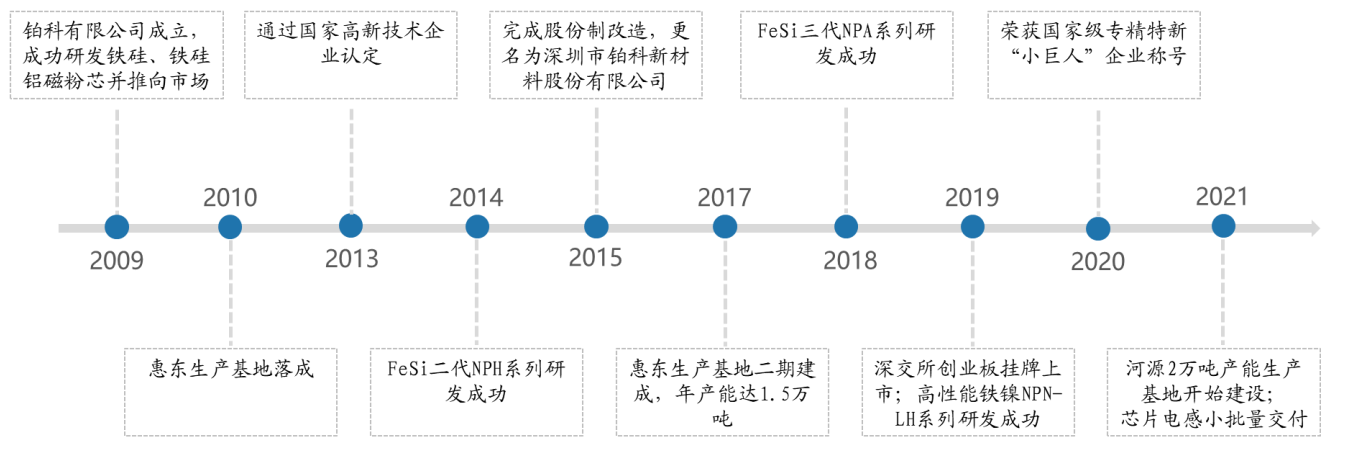 铂科有限公司成立，
成功研发铁硅、铁硅
铝磁粉芯并推向市场
通过国家高新技术企
业认定
完成股份制改造，更
名为深圳市铂科新材
料股份有限公司
FeSi三代NPA系列研
发成功
荣获国家级专精特新
“小巨人”企业称号
2010
2014
2017
2019
2021
2009
2013
2015
2018
2020
惠东生产基地落成
FeSi二代NPH系列研
发成功
惠东生产基地二期建
成，年产能达1.5万
吨
深交所创业板挂牌上
市；高性能铁镍NPN-
LH系列研发成功
河源2万吨产能生产
基地开始建设；
芯片电感小批量交付